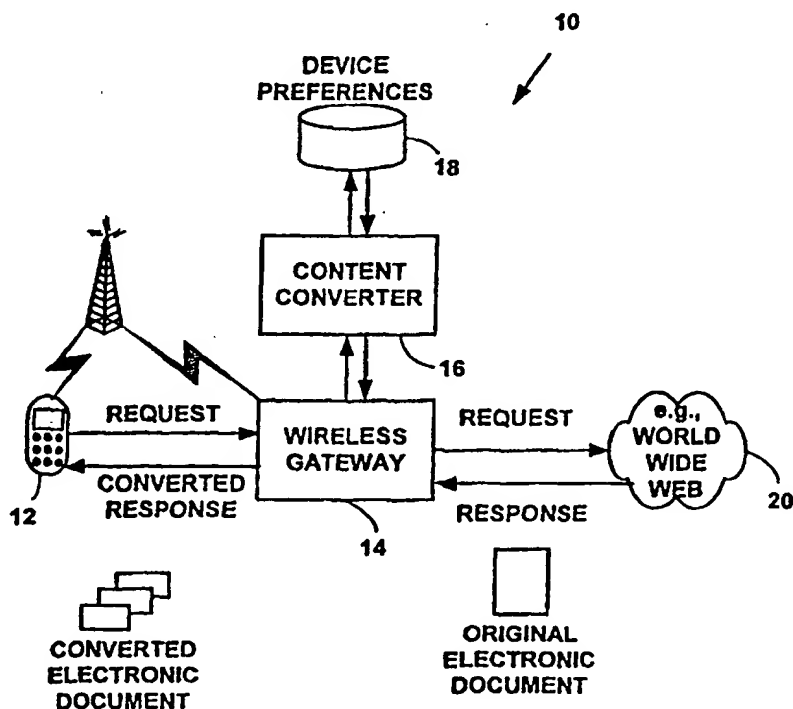 10
DEVICE
PREFERENCES
18
CONTENT
CONVERTER
16
REQUEST
WIRELESS
GATEWAY
REQUEST
e.g.,
WORLD
WIDE
WEB
12
CONVERTED
RESPONSE
14
RESPONSE
20
CONVERTED
ELECTRONIC
DOCUMENT
ORIGINAL
ELECTRONIC
DOCUMENT